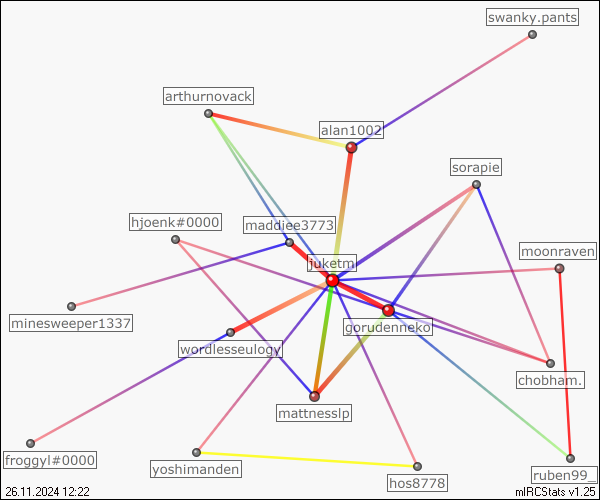 swanky.pants
arthurnovack
alan1002
sorapie
hjoenk#0000
maddiee3773
moonraven
juketm
minesweeper1337
gorudenneko
wordlesseulogy
chobham.
mattnesslp
froggyl#0000
yoshimanden
hos8778
ruben99_
26.11.2024 12:22
mIRCStats v1.25